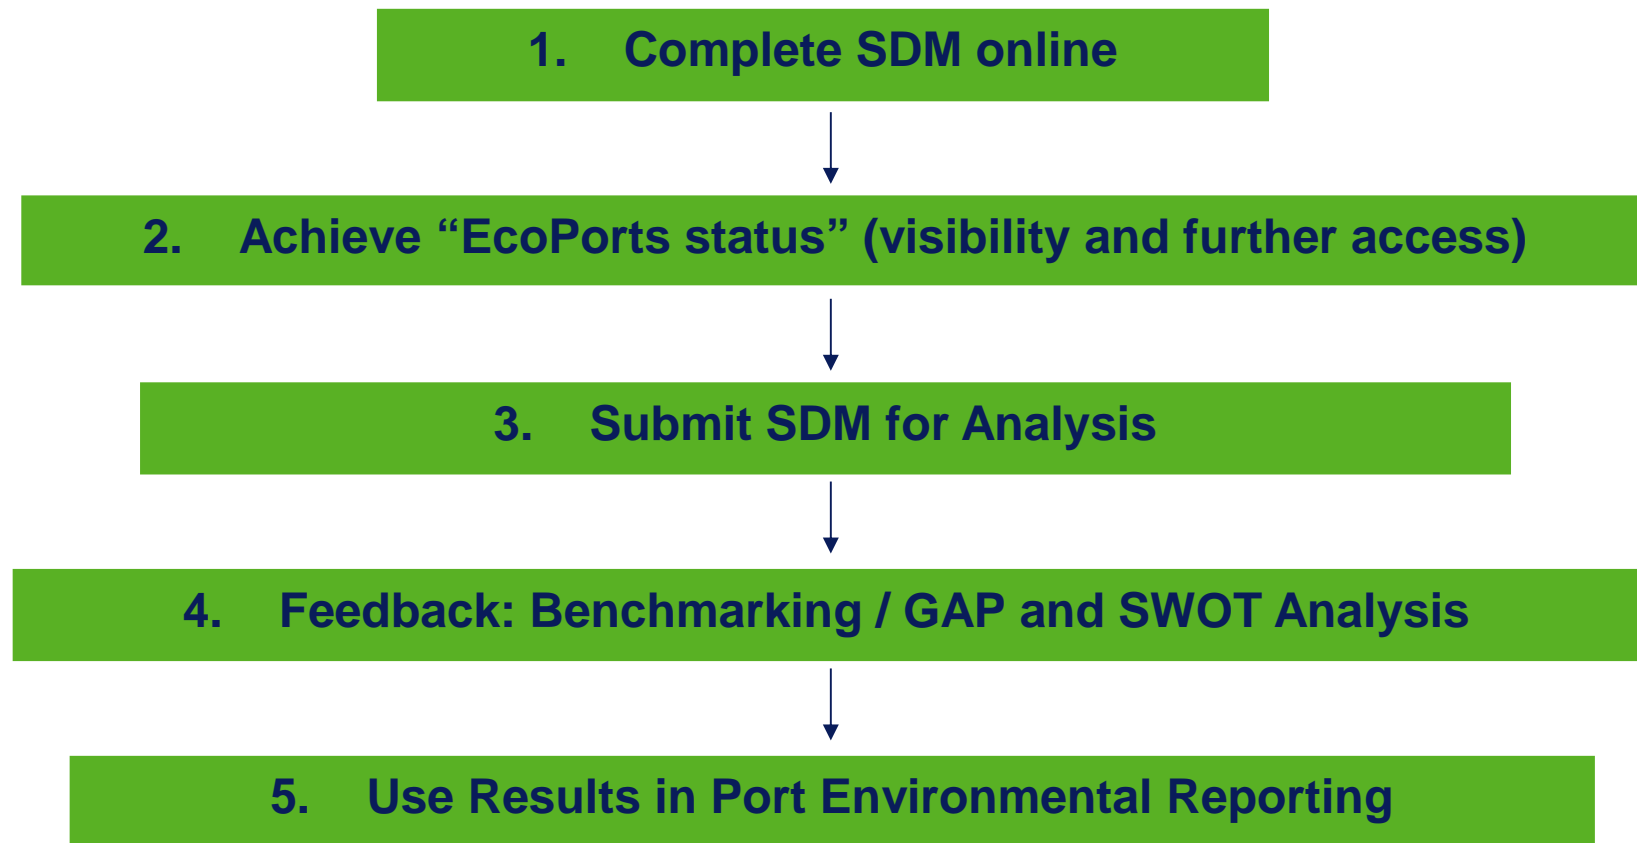 1. Complete SDM online
2. Achieve “EcoPorts status” (visibility and further access)
3. Submit SDM for Analysis
4. Feedback: Benchmarking / GAP and SWOT Analysis
5. Use Results in Port Environmental Reporting